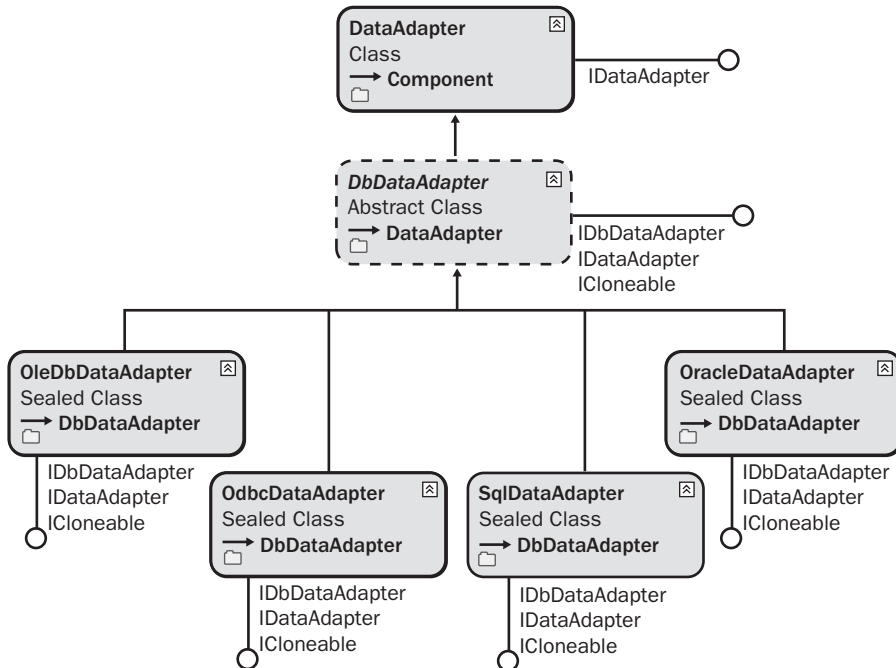 DataAdapter
Class
Component
IDataAdapter
DbDataAdapter
Abstract Class
DataAdapter
IDbDataAdapter
IDataAdapter
ICloneable
OleDbDataAdapter
Sealed Class
DbDataAdapter
IDbDataAdapter
IDataAdapter
ICloneable
OdbcDataAdapter
Sealed Class
DbDataAdapter
IDbDataAdapter
IDataAdapter
ICloneable
SqlDataAdapter
Sealed Class
DbDataAdapter
IDbDataAdapter
IDataAdapter
ICloneable
OracleDataAdapter
Sealed Class
DbDataAdapter
IDbDataAdapter
IDataAdapter
ICloneable